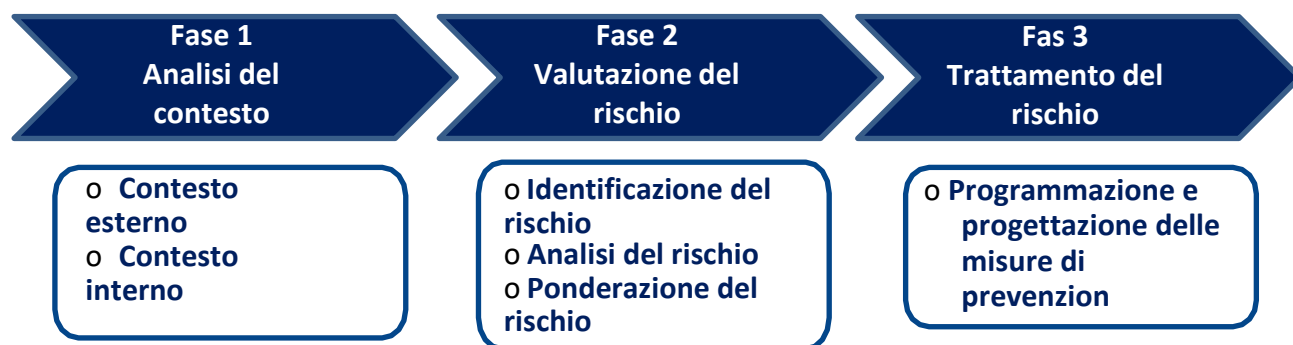 Fase 1
Analisi del
contesto
Fase 2
Valutazione del
rischio
Fas 3
Trattamento del
rischio
o Contesto
esterno
o Contesto
interno
o Identificazione del
rischio
o Analisi del rischio
o Ponderazione del
rischio
o Programmazione e
progettazione delle
misure di
prevenzion